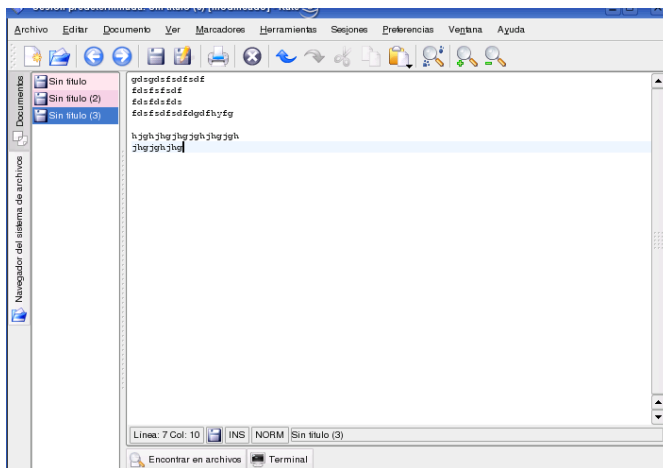 Archivo Editar Documento Ver Marcadores Herramientas Sesiones Preferencias Ventana Ayuda
Documentos
Navegador del sistema de archivos
Sin título
Sin título (2)
Sin título (3)
gdsgdsfsdfsdf
fdsfsfsdf
fdsfdsfds
fdsfsdfsdfdgdfhyfg
hjghjhgjhgjghjhgjgh
jhgjghjhg
Línea: 7 Col: 10 INS NORM Sin título (3)
Encontrar en archivos Terminal